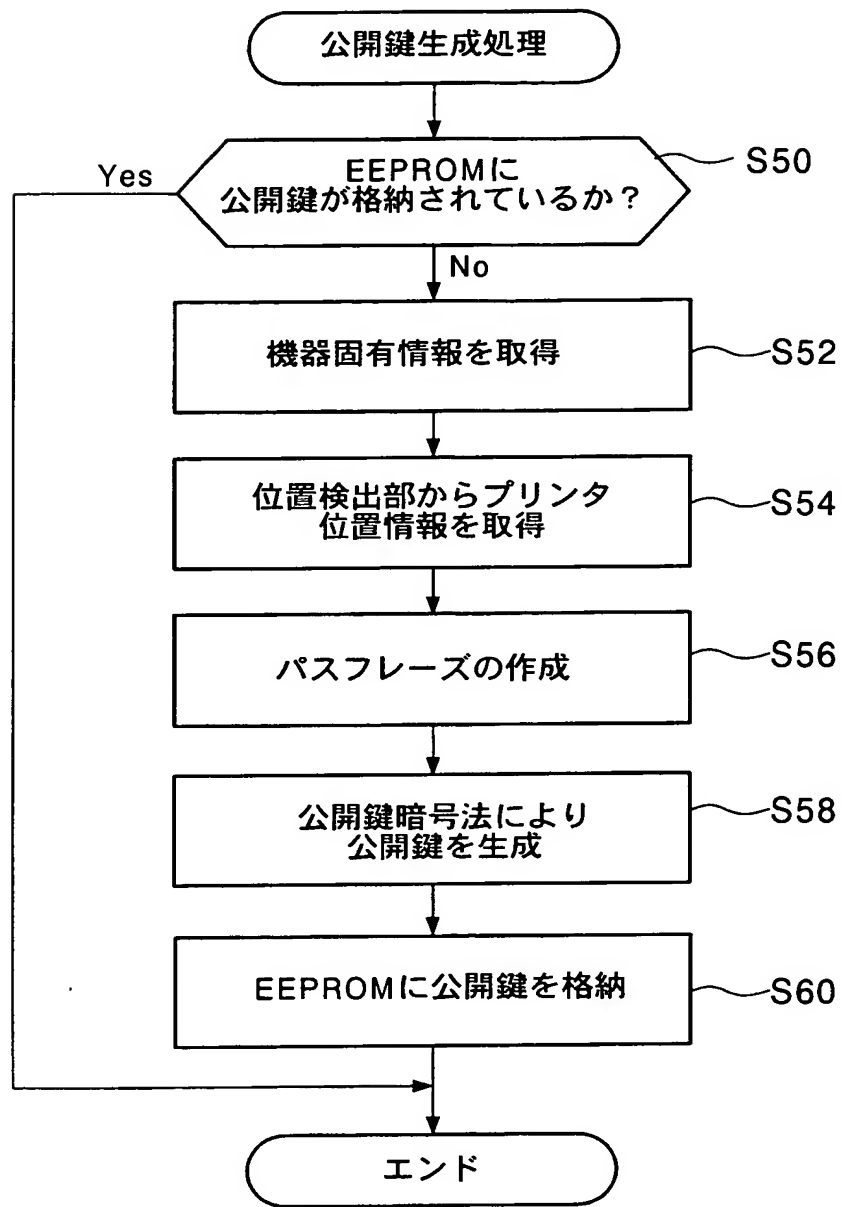 公開鍵生成処理
EEPROMに
公開鍵が格納されているか？
S50
Yes
No
機器固有情報を取得
S52
位置検出部からプリンタ
位置情報を取得
S54
パスフレーズの作成
S56
公開鍵暗号法により
公開鍵を生成
S58
EEPROMに公開鍵を格納
S60
エンド